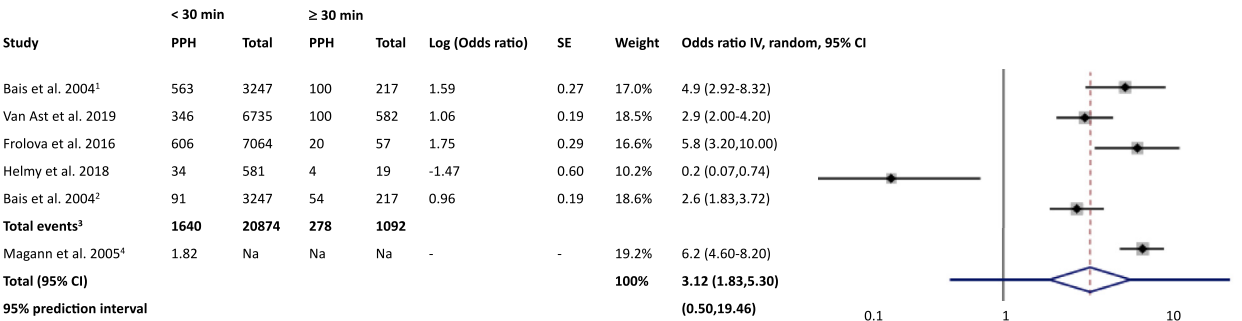 < 30 min ≥ 30 min
Study PPH Total PPH Total Log (Odds ratio) SE Weight Odds ratio IV, random, 95% CI
Bais et al. 2004¹ 563 3247 100 217 1.59 0.27 17.0% 4.9 (2.92-8.32)
Van Ast et al. 2019 346 6735 100 582 1.06 0.19 18.5% 2.9 (2.00-4.20)
Frolova et al. 2016 606 7064 20 57 1.75 0.29 16.6% 5.8 (3.20,10.00)
Helmy et al. 2018 34 581 4 19 -1.47 0.60 10.2% 0.2 (0.07,0.74)
Bais et al. 2004² 91 3247 54 217 0.96 0.19 18.6% 2.6 (1.83,3.72)
Total events³ 1640 20874 278 1092
Magann et al. 2005⁴ 1.82 Na Na Na - - 19.2% 6.2 (4.60-8.20)
Total (95% CI) 100% 3.12 (1.83,5.30)
95% prediction interval (0.50,19.46)
0.1 1 10